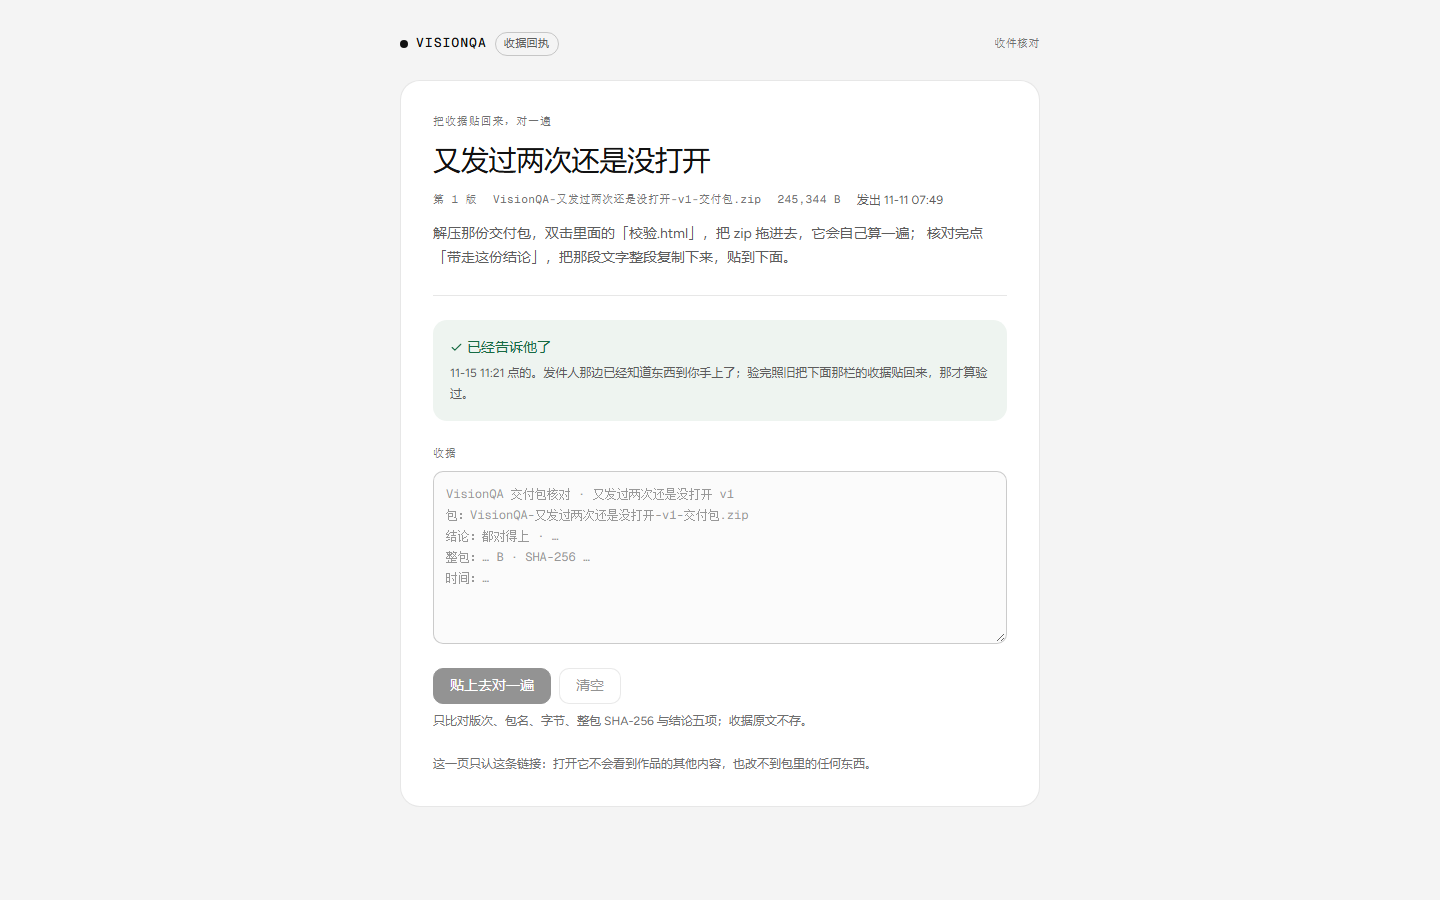 VISIONQA 收据回执 收件核对
把收据贴回来，对一遍
又发过两次还是没打开
第 1 版 VisionQA-又发过两次还是没打开-v1-交付包.zip 245,344 B 发出 11-11 07:49
解压那份交付包，双击里面的「校验.html」，把 zip 拖进去，它会自己算一遍； 核对完点
「带走这份结论」，把那段文字整段复制下来，贴到下面。
✓ 已经告诉他了
11-15 11:21 点的。发件人那边已经知道东西到你手上了；验完照旧把下面那栏的收据贴回来，那才算验
过。
收据
VisionQA 交付包核对 · 又发过两次还是没打开 v1
包：VisionQA-又发过两次还是没打开-v1-交付包.zip
结论：都对得上 · …
整包：… B · SHA-256 …
时间：…
贴上去对一遍 清空
只比对版次、包名、字节、整包 SHA-256 与结论五项；收据原文不存。
这一页只认这条链接：打开它不会看到作品的其他内容，也改不到包里的任何东西。